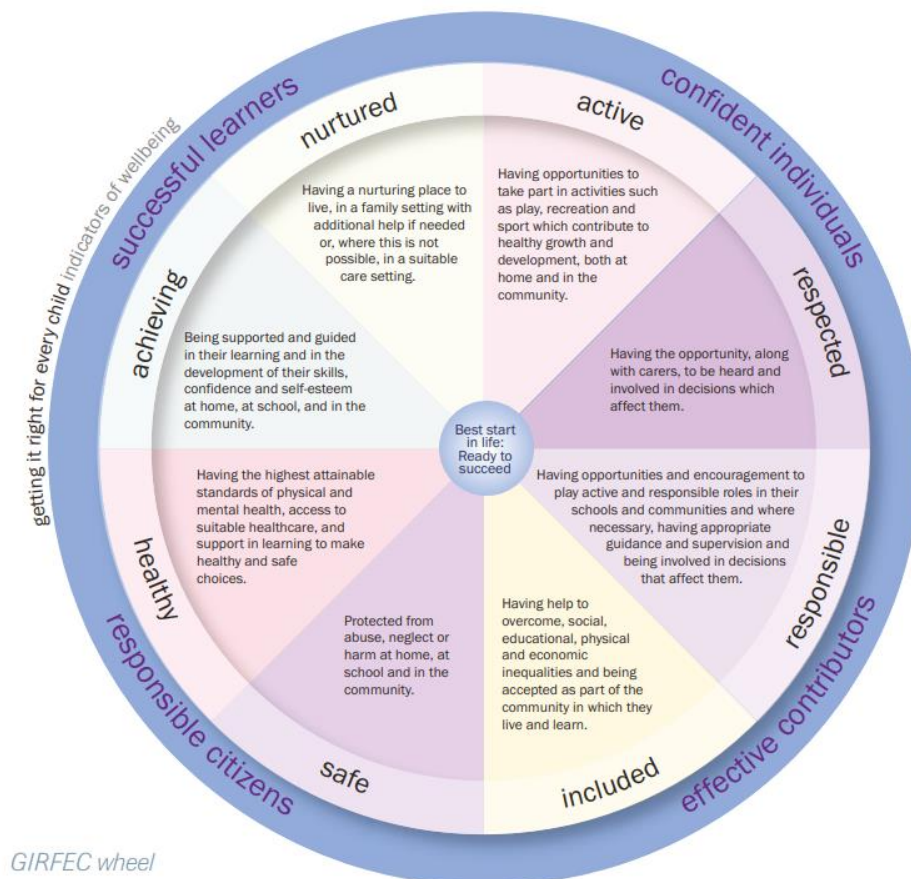 getting it right for every child indicators of wellbeing
successful learners
confident individuals
nurtured
active
Having a nurturing place to
live, in a family setting with
additional help if needed
or, where this is not
possible, in a suitable
care setting.
Having opportunities to
take part in activities such
as play, recreation and
sport which contribute to
healthy growth and
development, both at
home and in the
community.
achieving
Being supported and guided
in their learning and in the
development of their skills,
confidence and self-esteem
at home, at school, and in the
community.
respected
Having the opportunity, along
with carers, to be heard and
involved in decisions which
affect them.
Best start
in life:
Ready to
succeed
healthy
Having the highest attainable
standards of physical and
mental health, access to
suitable healthcare, and
support in learning to make
healthy and safe
choices.
Having opportunities and encouragement to
play active and responsible roles in their
schools and communities and where
necessary, having appropriate
guidance and supervision and
being involved in decisions
that affect them.
responsible
Protected from
abuse, neglect or
harm at home, at
school and in the
community.
safe
Having help to
overcome, social,
educational, physical
and economic
inequalities and being
accepted as part of the
community in which they
live and learn.
included
responsible citizens
effective contributors
GIRFEC wheel